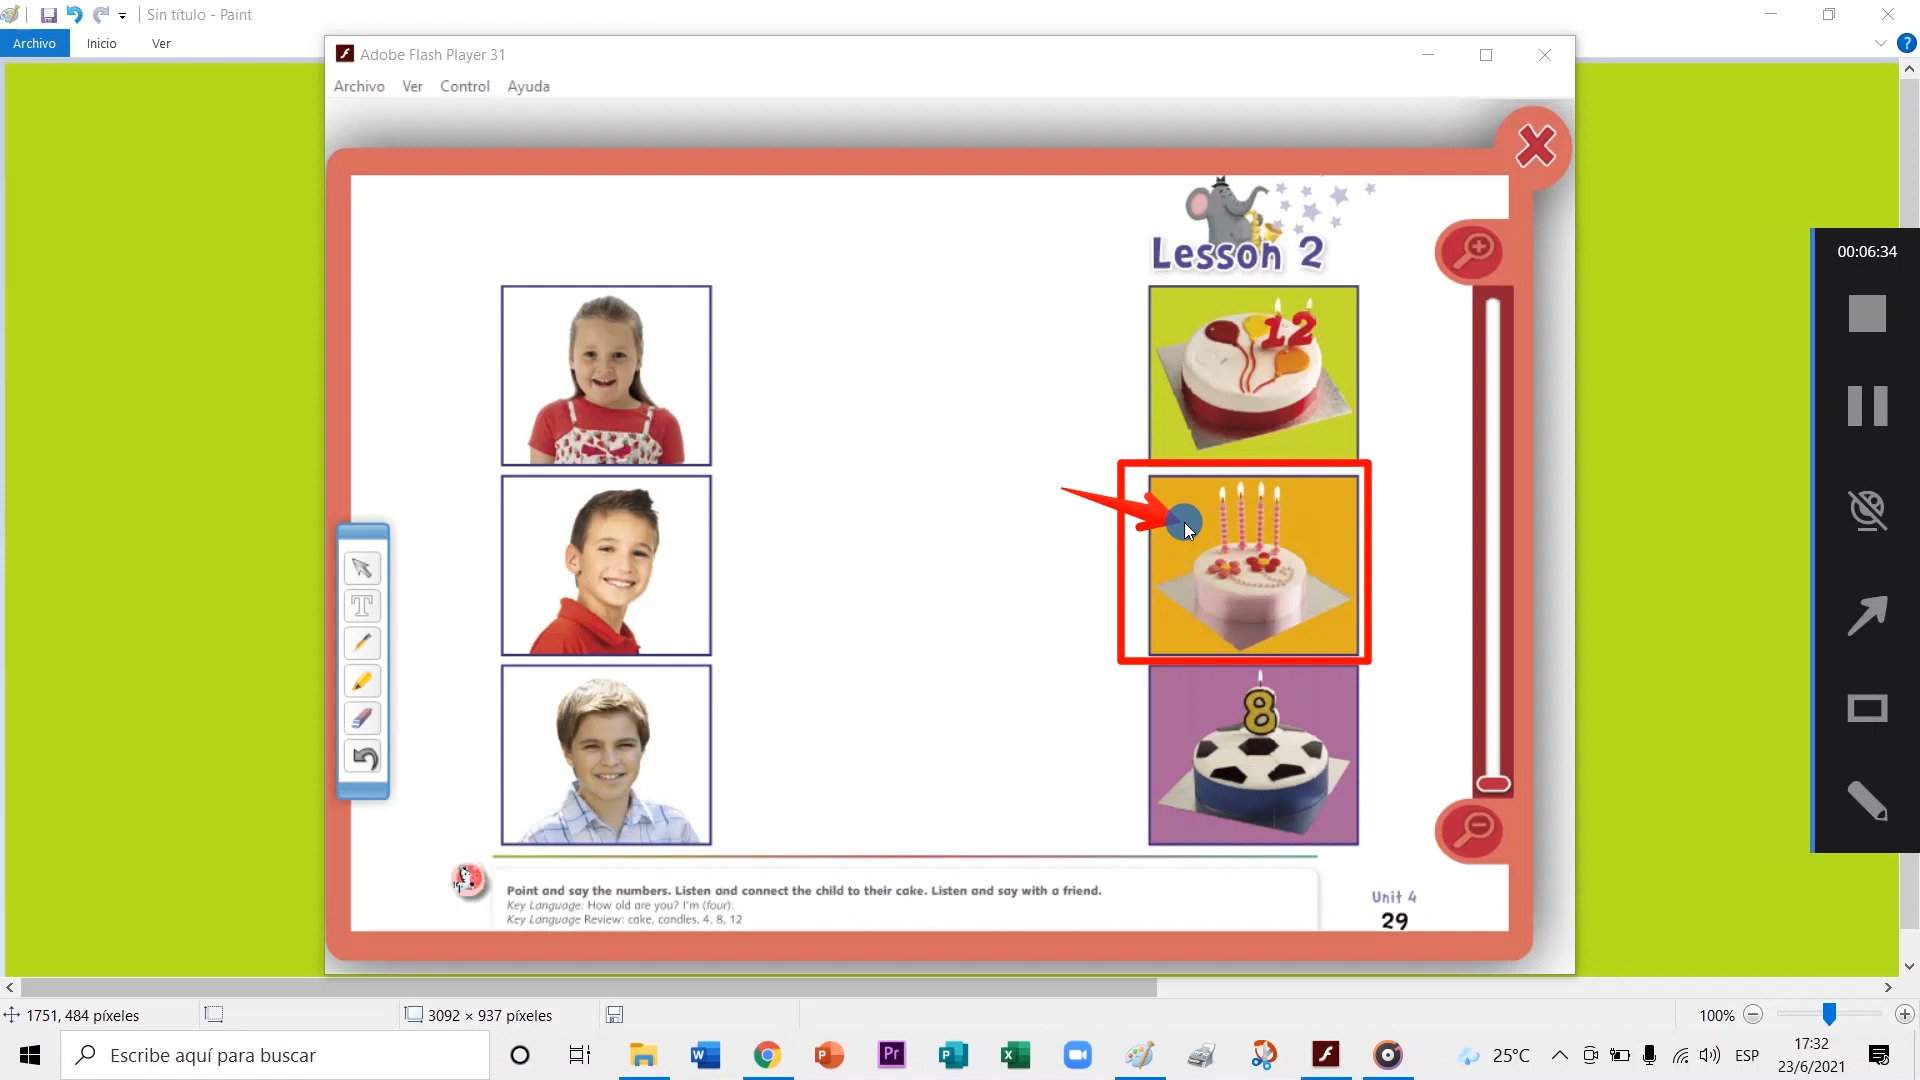 Sin título - Paint
Archivo Inicio Ver
Adobe Flash Player 31
Archivo Ver Control Ayuda
Lesson 2
12
8
T
00:06:34
Point and say the numbers. Listen and connect the child to their cake. Listen and say with a friend.
Key Language: How old are you? I'm (four).
Key Language Review: cake, candles, 4, 8, 12
Unit 4
29
1751, 484 píxeles
3092 × 937 píxeles
100%
Escribe aquí para buscar
25°C
ESP
17:32
23/6/2021